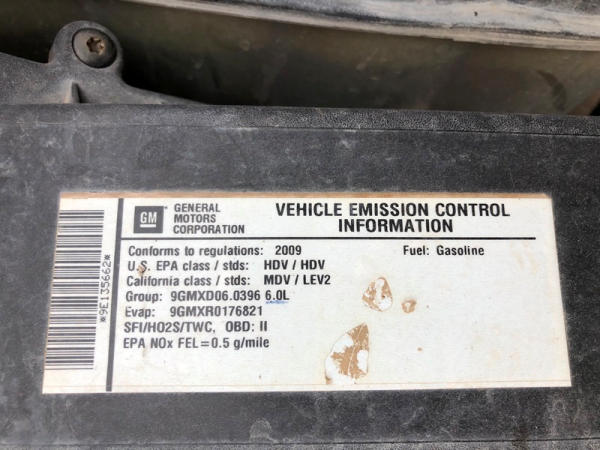 GM
GENERAL
MOTORS
CORPORATION
VEHICLE EMISSION CONTROL
INFORMATION
Conforms to regulations: 2009 Fuel: Gasoline
U.S. EPA class / stds: HDV / HDV
California class / stds: MDV / LEV2
Group: 9GMXD06.0396 6.0L
Evap: 9GMXR0176821
SFI/HO2S/TWC, OBD: II
EPA NOx FEL=0.5 g/mile
*9E135662*